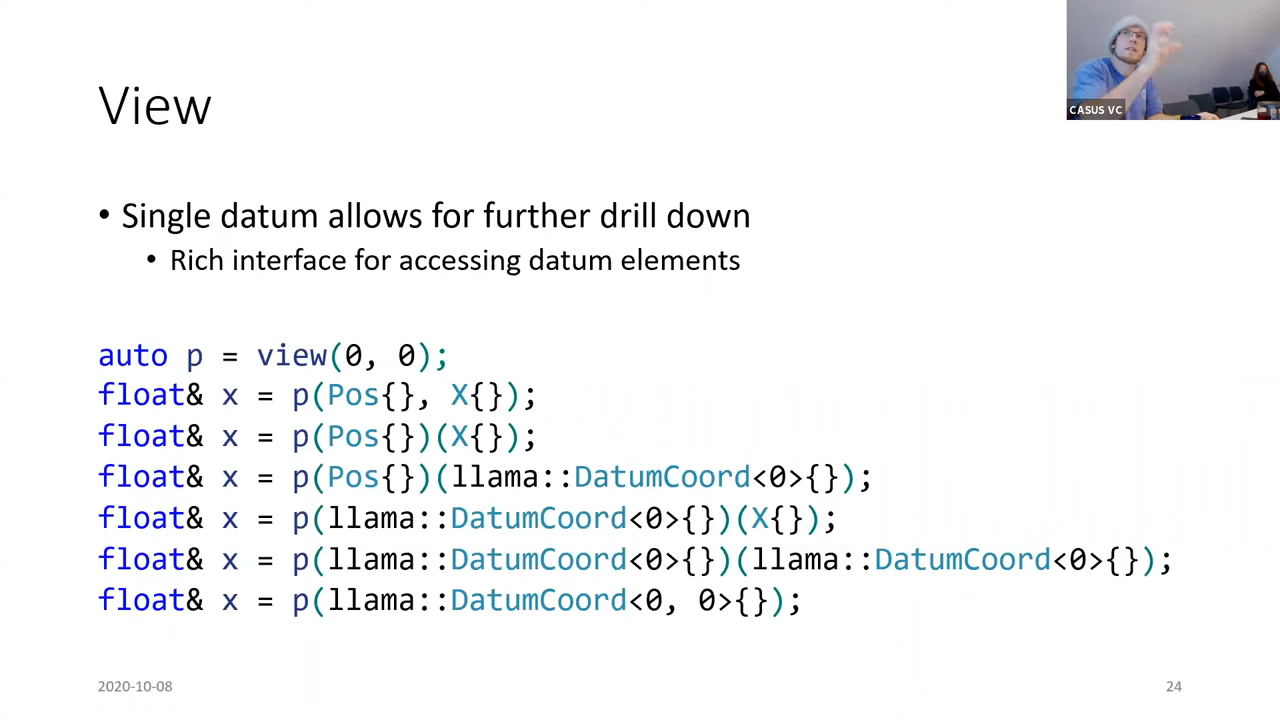 CASUS VC
View
• Single datum allows for further drill down
• Rich interface for accessing datum elements
auto p = view(0, 0);
float& x = p(Pos{}, X{});
float& x = p(Pos{})(X{});
float& x = p(Pos{})(llama::DatumCoord<0>{});
float& x = p(llama::DatumCoord<0>{})(X{});
float& x = p(llama::DatumCoord<0>{})(llama::DatumCoord<0>{});
float& x = p(llama::DatumCoord<0, 0>{});
2020-10-08
24